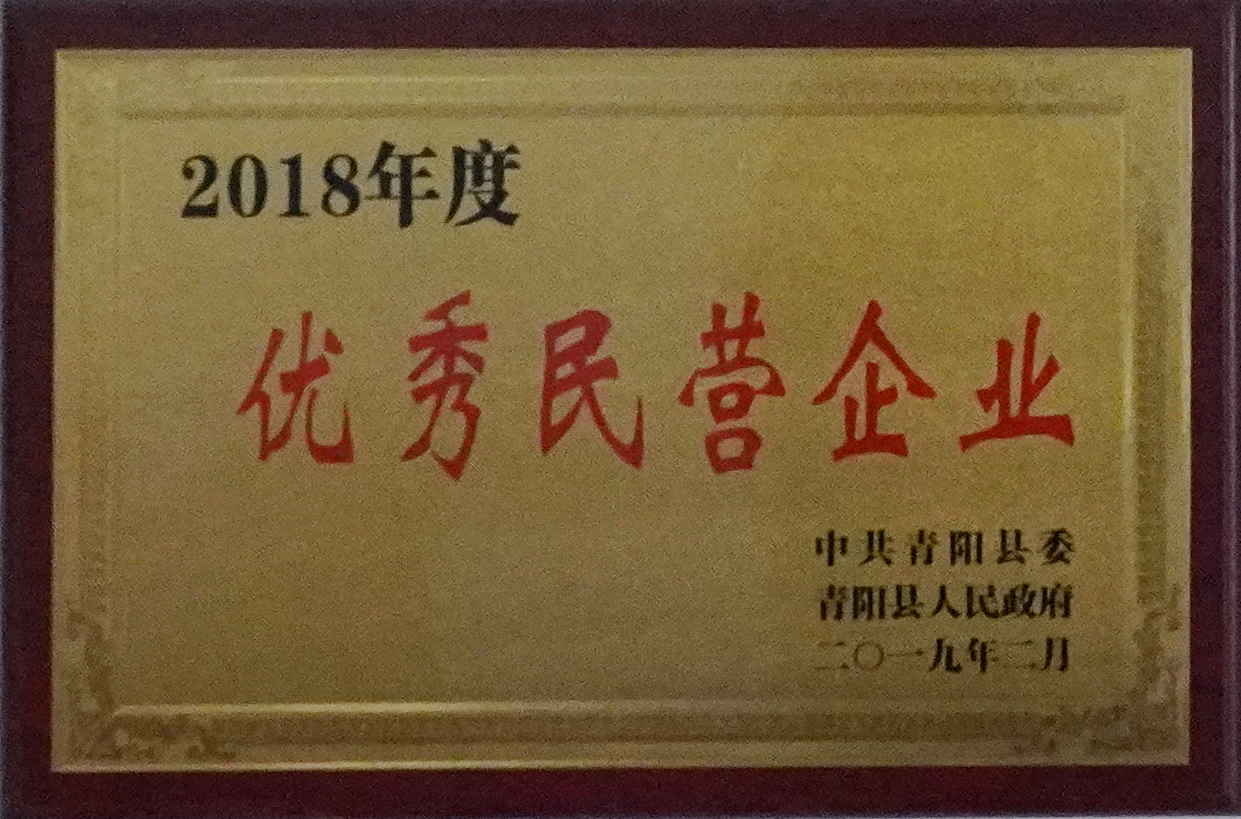 2018年度
优秀民营企业
中共青阳县委
青阳县人民政府
二〇一九年二月